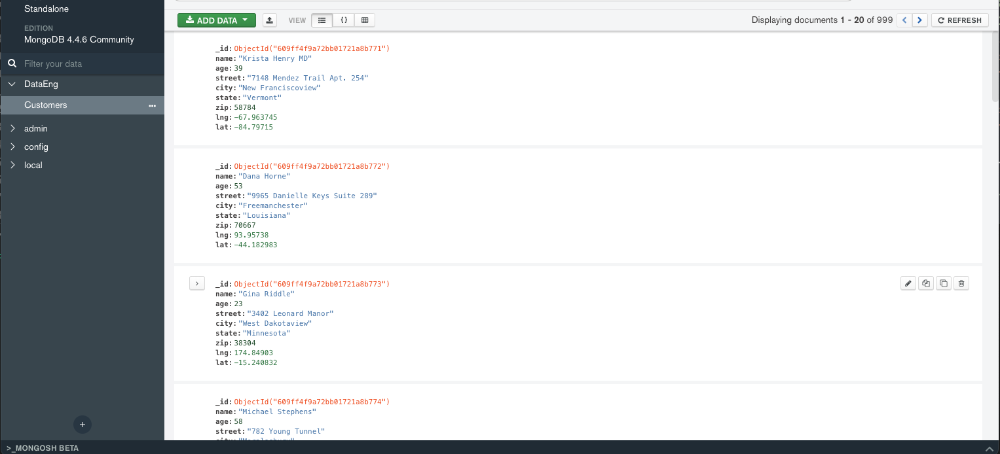 Standalone
EDITION
MongoDB 4.4.6 Community
Filter your data
DataEng
Customers
admin
config
local
>_MONGOSH BETA
ADD DATA
VIEW
{}
Displaying documents 1 - 20 of 999
REFRESH
_id: ObjectId("609ff4f9a72bb01721a8b771")
name: "Krista Henry MD"
age: 39
street: "7148 Mendez Trail Apt. 254"
city: "New Franciscoview"
state: "Vermont"
zip: 58784
lng: -67.963745
lat: -84.79715
_id: ObjectId("609ff4f9a72bb01721a8b772")
name: "Dana Horne"
age: 53
street: "9965 Danielle Keys Suite 289"
city: "Freemanchester"
state: "Louisiana"
zip: 70667
lng: 93.95738
lat: -44.182983
_id: ObjectId("609ff4f9a72bb01721a8b773")
name: "Gina Riddle"
age: 23
street: "3402 Leonard Manor"
city: "West Dakotaview"
state: "Minnesota"
zip: 38304
lng: 174.84903
lat: -15.240832
_id: ObjectId("609ff4f9a72bb01721a8b774")
name: "Michael Stephens"
age: 58
street: "782 Young Tunnel"